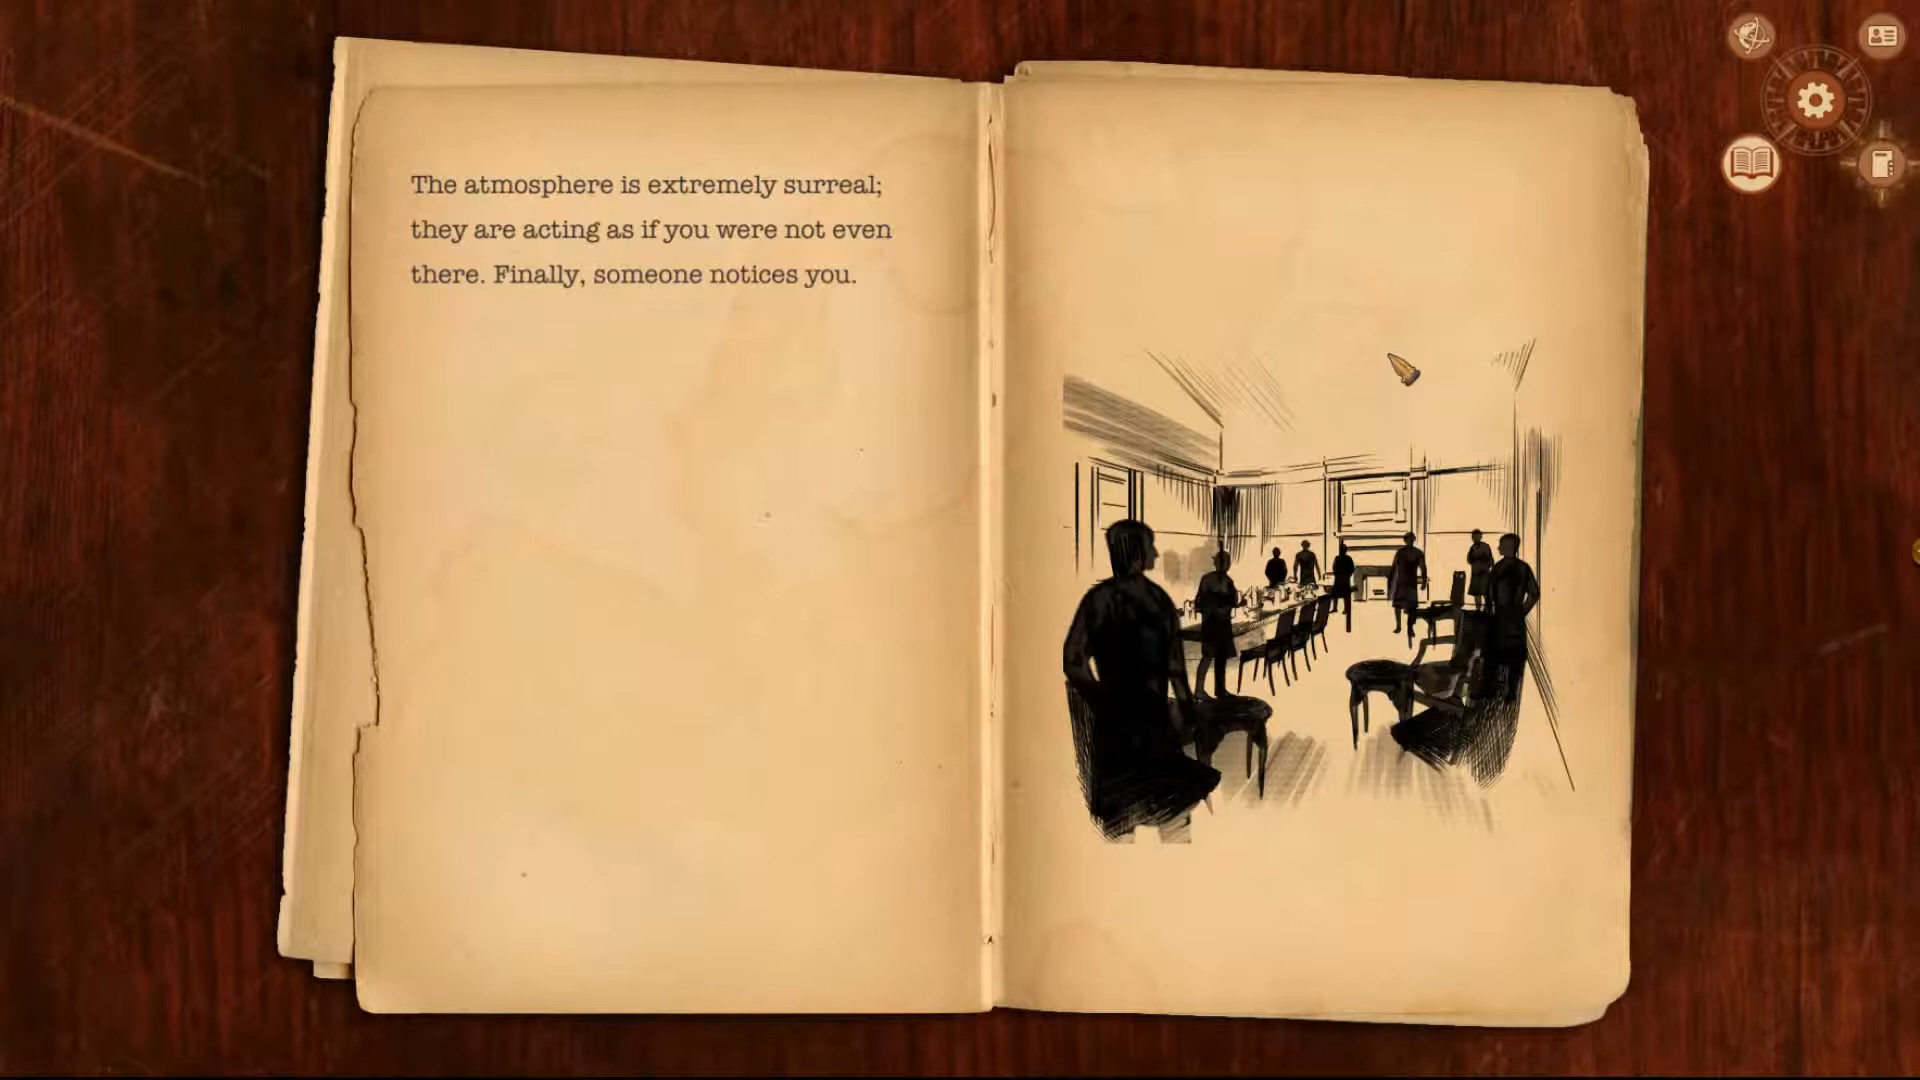 The atmosphere is extremely surreal;
they are acting as if you were not even
there. Finally, someone notices you.